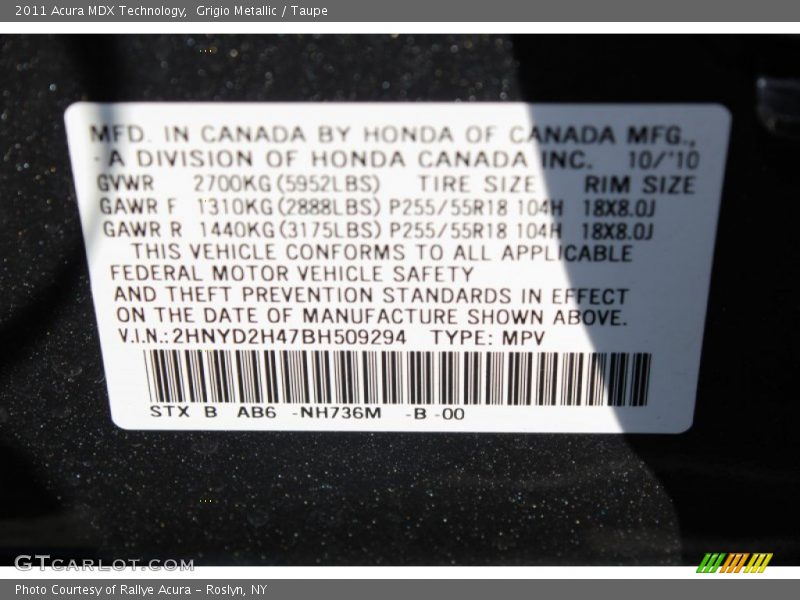 2011 Acura MDX Technology,  Grigio Metallic / Taupe
MFD. IN CANADA BY HONDA OF CANADA MFG.,
A DIVISION OF HONDA CANADA INC. 10/'10
GVWR 2700KG (5952LBS) TIRE SIZE RIM SIZE
GAWR F 1310KG (2888LBS) P255/55R18 104H 18X8.0J
GAWR R 1440KG (3175LBS) P255/55R18 104H 18X8.0J
THIS VEHICLE CONFORMS TO ALL APPLICABLE
FEDERAL MOTOR VEHICLE SAFETY
AND THEFT PREVENTION STANDARDS IN EFFECT
ON THE DATE OF MANUFACTURE SHOWN ABOVE.
V.I.N.: 2HNYD2H47BH509294 TYPE: MPV
STX B AB6 -NH736M -B -00
GTCARLOT.COM
Photo Courtesy of Rallye Acura – Roslyn, NY